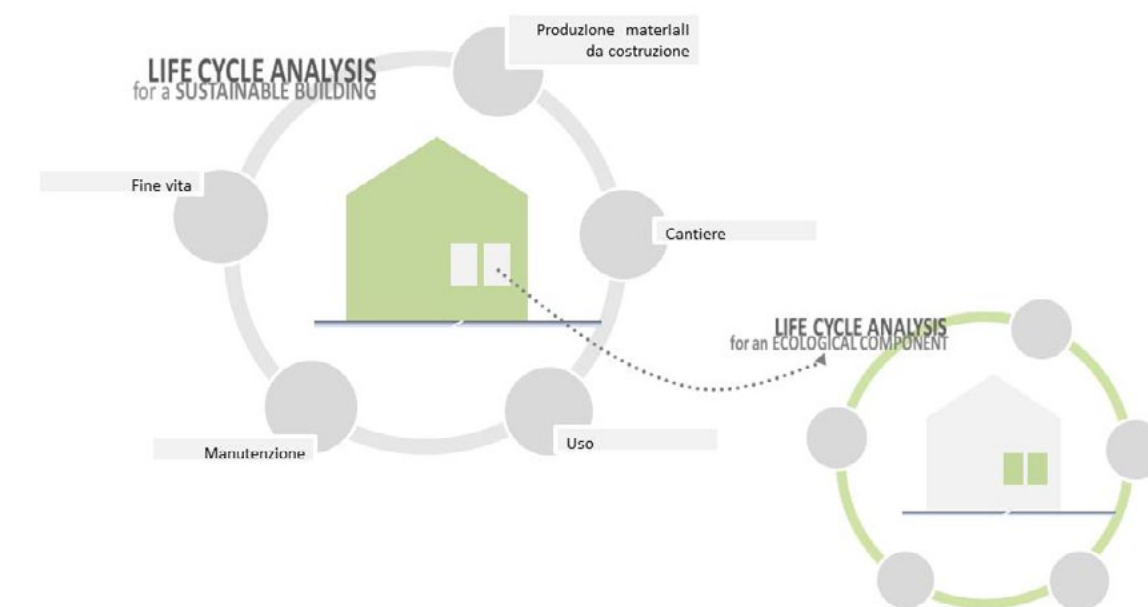 Produzione materiali
da costruzione
LIFE CYCLE ANALYSIS
for a SUSTAINABLE BUILDING
Fine vita
Cantiere
LIFE CYCLE ANALYSIS
for an ECOLOGICAL COMPONENT
Manutenzione
Uso